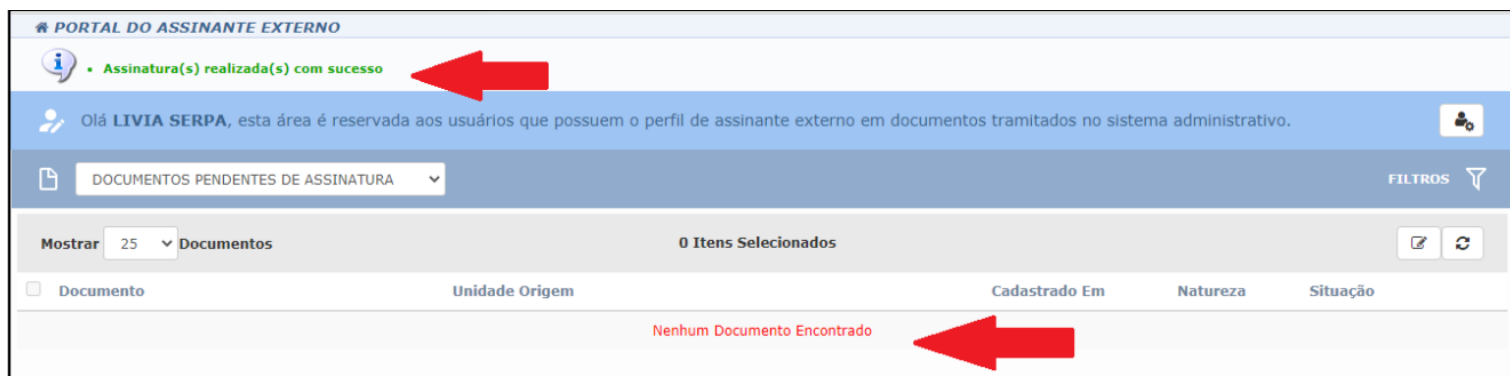 PORTAL DO ASSINANTE EXTERNO
• Assinatura(s) realizada(s) com sucesso
Olá LIVIA SERPA, esta área é reservada aos usuários que possuem o perfil de assinante externo em documentos tramitados no sistema administrativo.
DOCUMENTOS PENDENTES DE ASSINATURA FILTROS
Mostrar 25 Documentos 0 Itens Selecionados
Documento Unidade Origem Cadastrado Em Natureza Situação
Nenhum Documento Encontrado